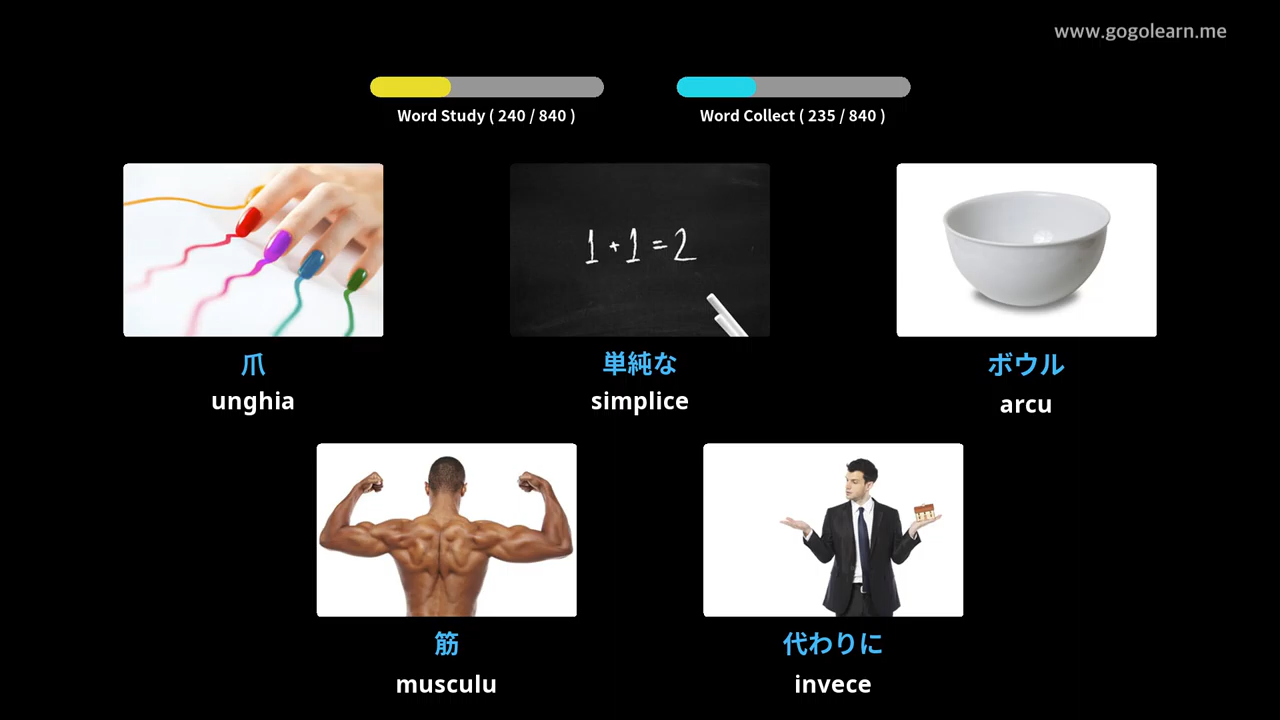 www.gogolearn.me
Word Study ( 240 / 840 )
Word Collect ( 235 / 840 )
1+1=2
爪
unghia
単純な
simplice
ボウル
arcu
筋
musculu
代わりに
invece